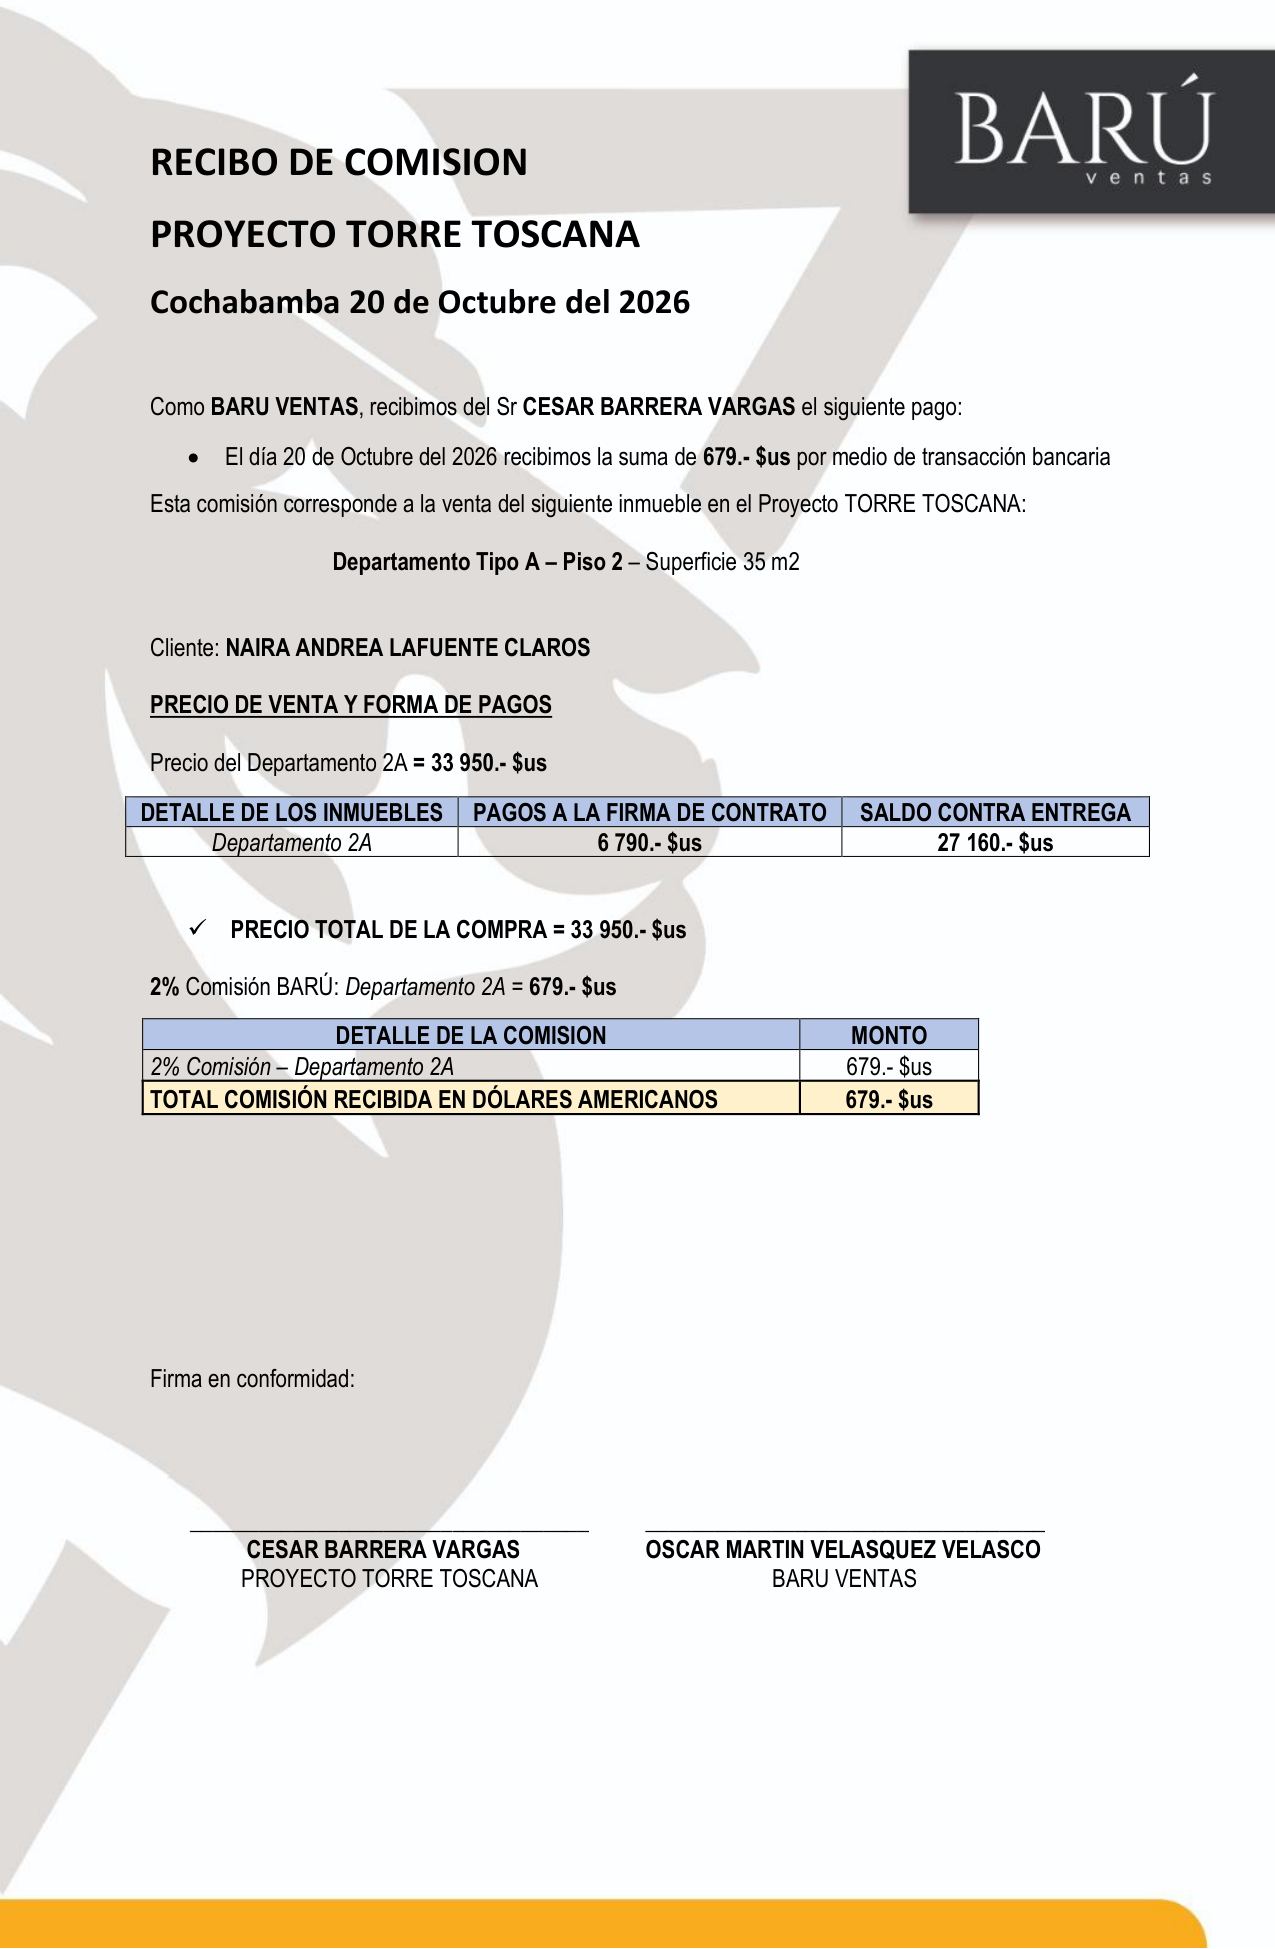 BARÚ
ventas
RECIBO DE COMISION
PROYECTO TORRE TOSCANA
Cochabamba 20 de Octubre del 2026
Como BARU VENTAS, recibimos del Sr CESAR BARRERA VARGAS el siguiente pago:
• El día 20 de Octubre del 2026 recibimos la suma de 679.- $us por medio de transacción bancaria
Esta comisión corresponde a la venta del siguiente inmueble en el Proyecto TORRE TOSCANA:
Departamento Tipo A – Piso 2 – Superficie 35 m2
Cliente: NAIRA ANDREA LAFUENTE CLAROS
PRECIO DE VENTA Y FORMA DE PAGOS
Precio del Departamento 2A = 33 950.- $us
DETALLE DE LOS INMUEBLES PAGOS A LA FIRMA DE CONTRATO SALDO CONTRA ENTREGA
Departamento 2A 6 790.- $us 27 160.- $us
✓ PRECIO TOTAL DE LA COMPRA = 33 950.- $us
2% Comisión BARÚ: Departamento 2A = 679.- $us
DETALLE DE LA COMISION MONTO
2% Comisión – Departamento 2A 679.- $us
TOTAL COMISIÓN RECIBIDA EN DÓLARES AMERICANOS 679.- $us
Firma en conformidad:
CESAR BARRERA VARGAS OSCAR MARTIN VELASQUEZ VELASCO
PROYECTO TORRE TOSCANA BARU VENTAS